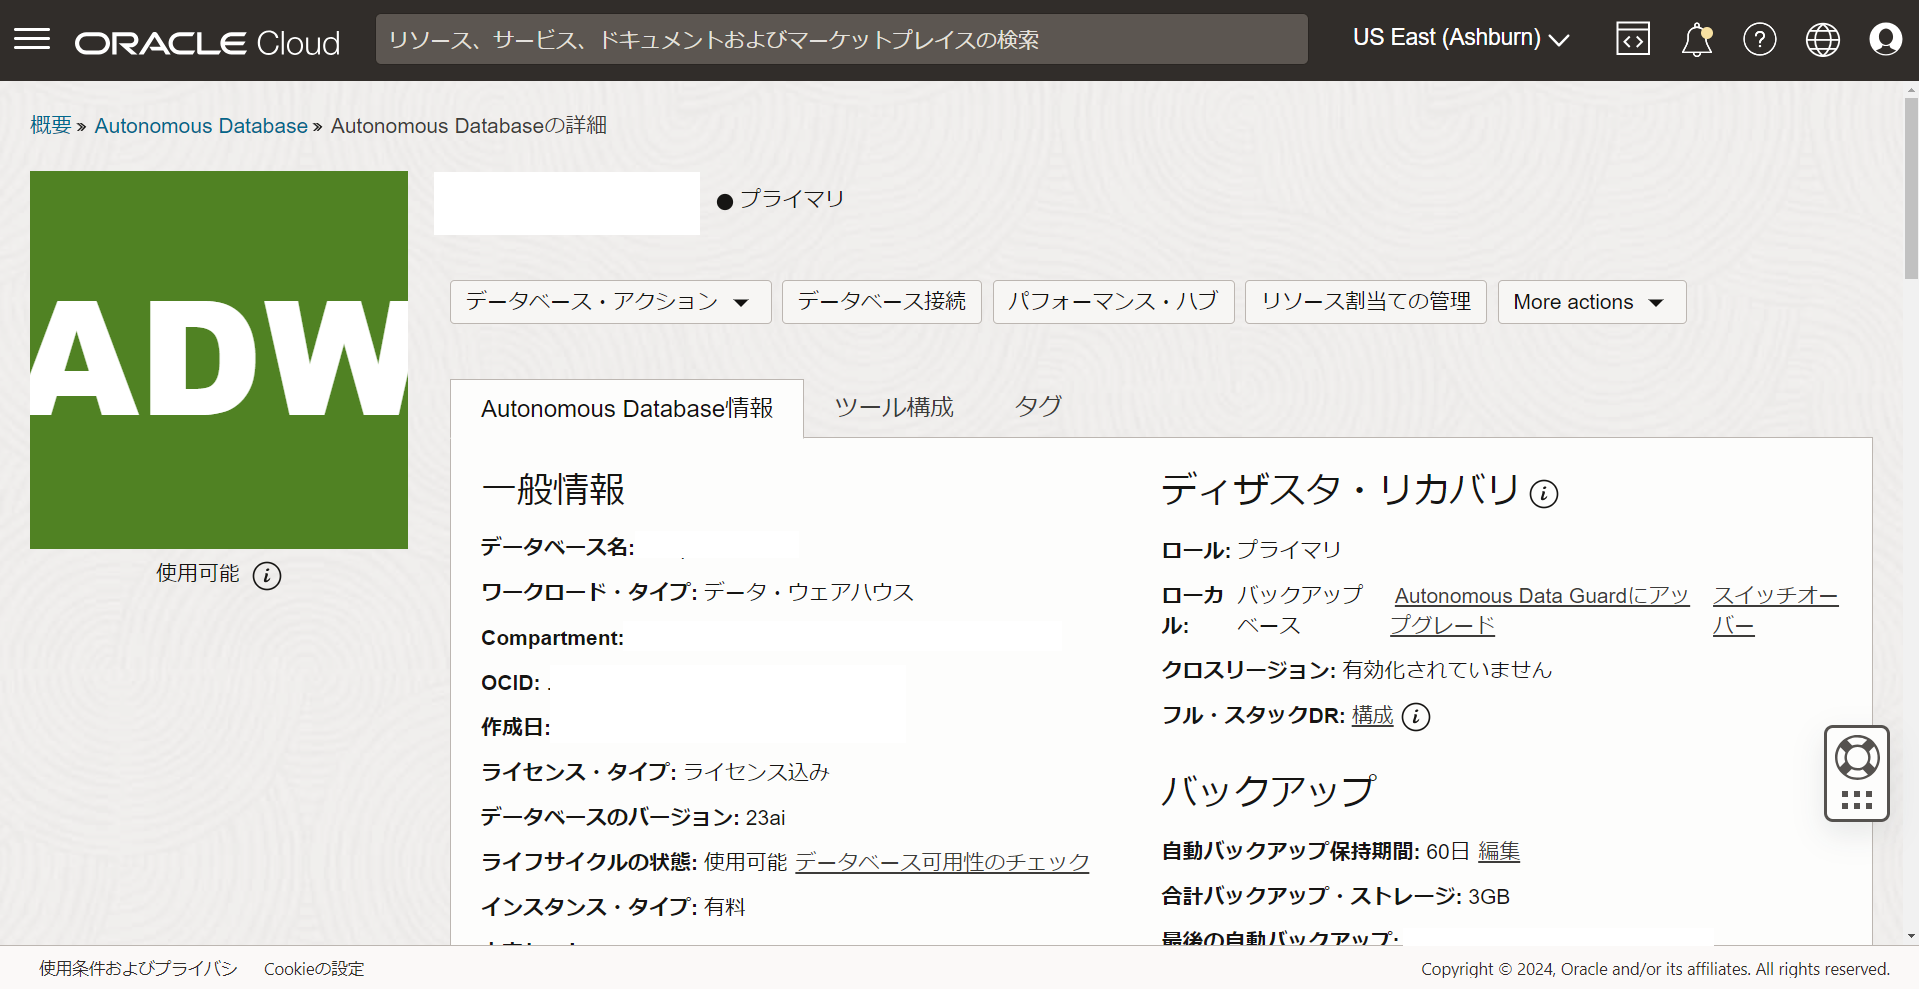 ORACLE Cloud
リソース、サービス、ドキュメントおよびマーケットプレイスの検索
US East (Ashburn)
概要 » Autonomous Database » Autonomous Databaseの詳細
ADW
使用可能
プライマリ
データベース・アクション
データベース接続
パフォーマンス・ハブ
リソース割当ての管理
More actions
Autonomous Database情報
ツール構成
タグ
一般情報
データベース名:
ワークロード・タイプ: データ・ウェアハウス
Compartment:
OCID:
作成日:
ライセンス・タイプ: ライセンス込み
データベースのバージョン: 23ai
ライフサイクルの状態: 使用可能 データベース可用性のチェック
インスタンス・タイプ: 有料
ディザスタ・リカバリ
ロール: プライマリ
ローカ バックアップ Autonomous Data Guardにアッ スイッチオー
ル: ベース プグレード バー
クロスリージョン: 有効化されていません
フル・スタックDR: 構成
バックアップ
自動バックアップ保持期間: 60日 編集
合計バックアップ・ストレージ: 3GB
最後の自動バックアップ:
使用条件およびプライバシ
Cookieの設定
Copyright © 2024, Oracle and/or its affiliates. All rights reserved.